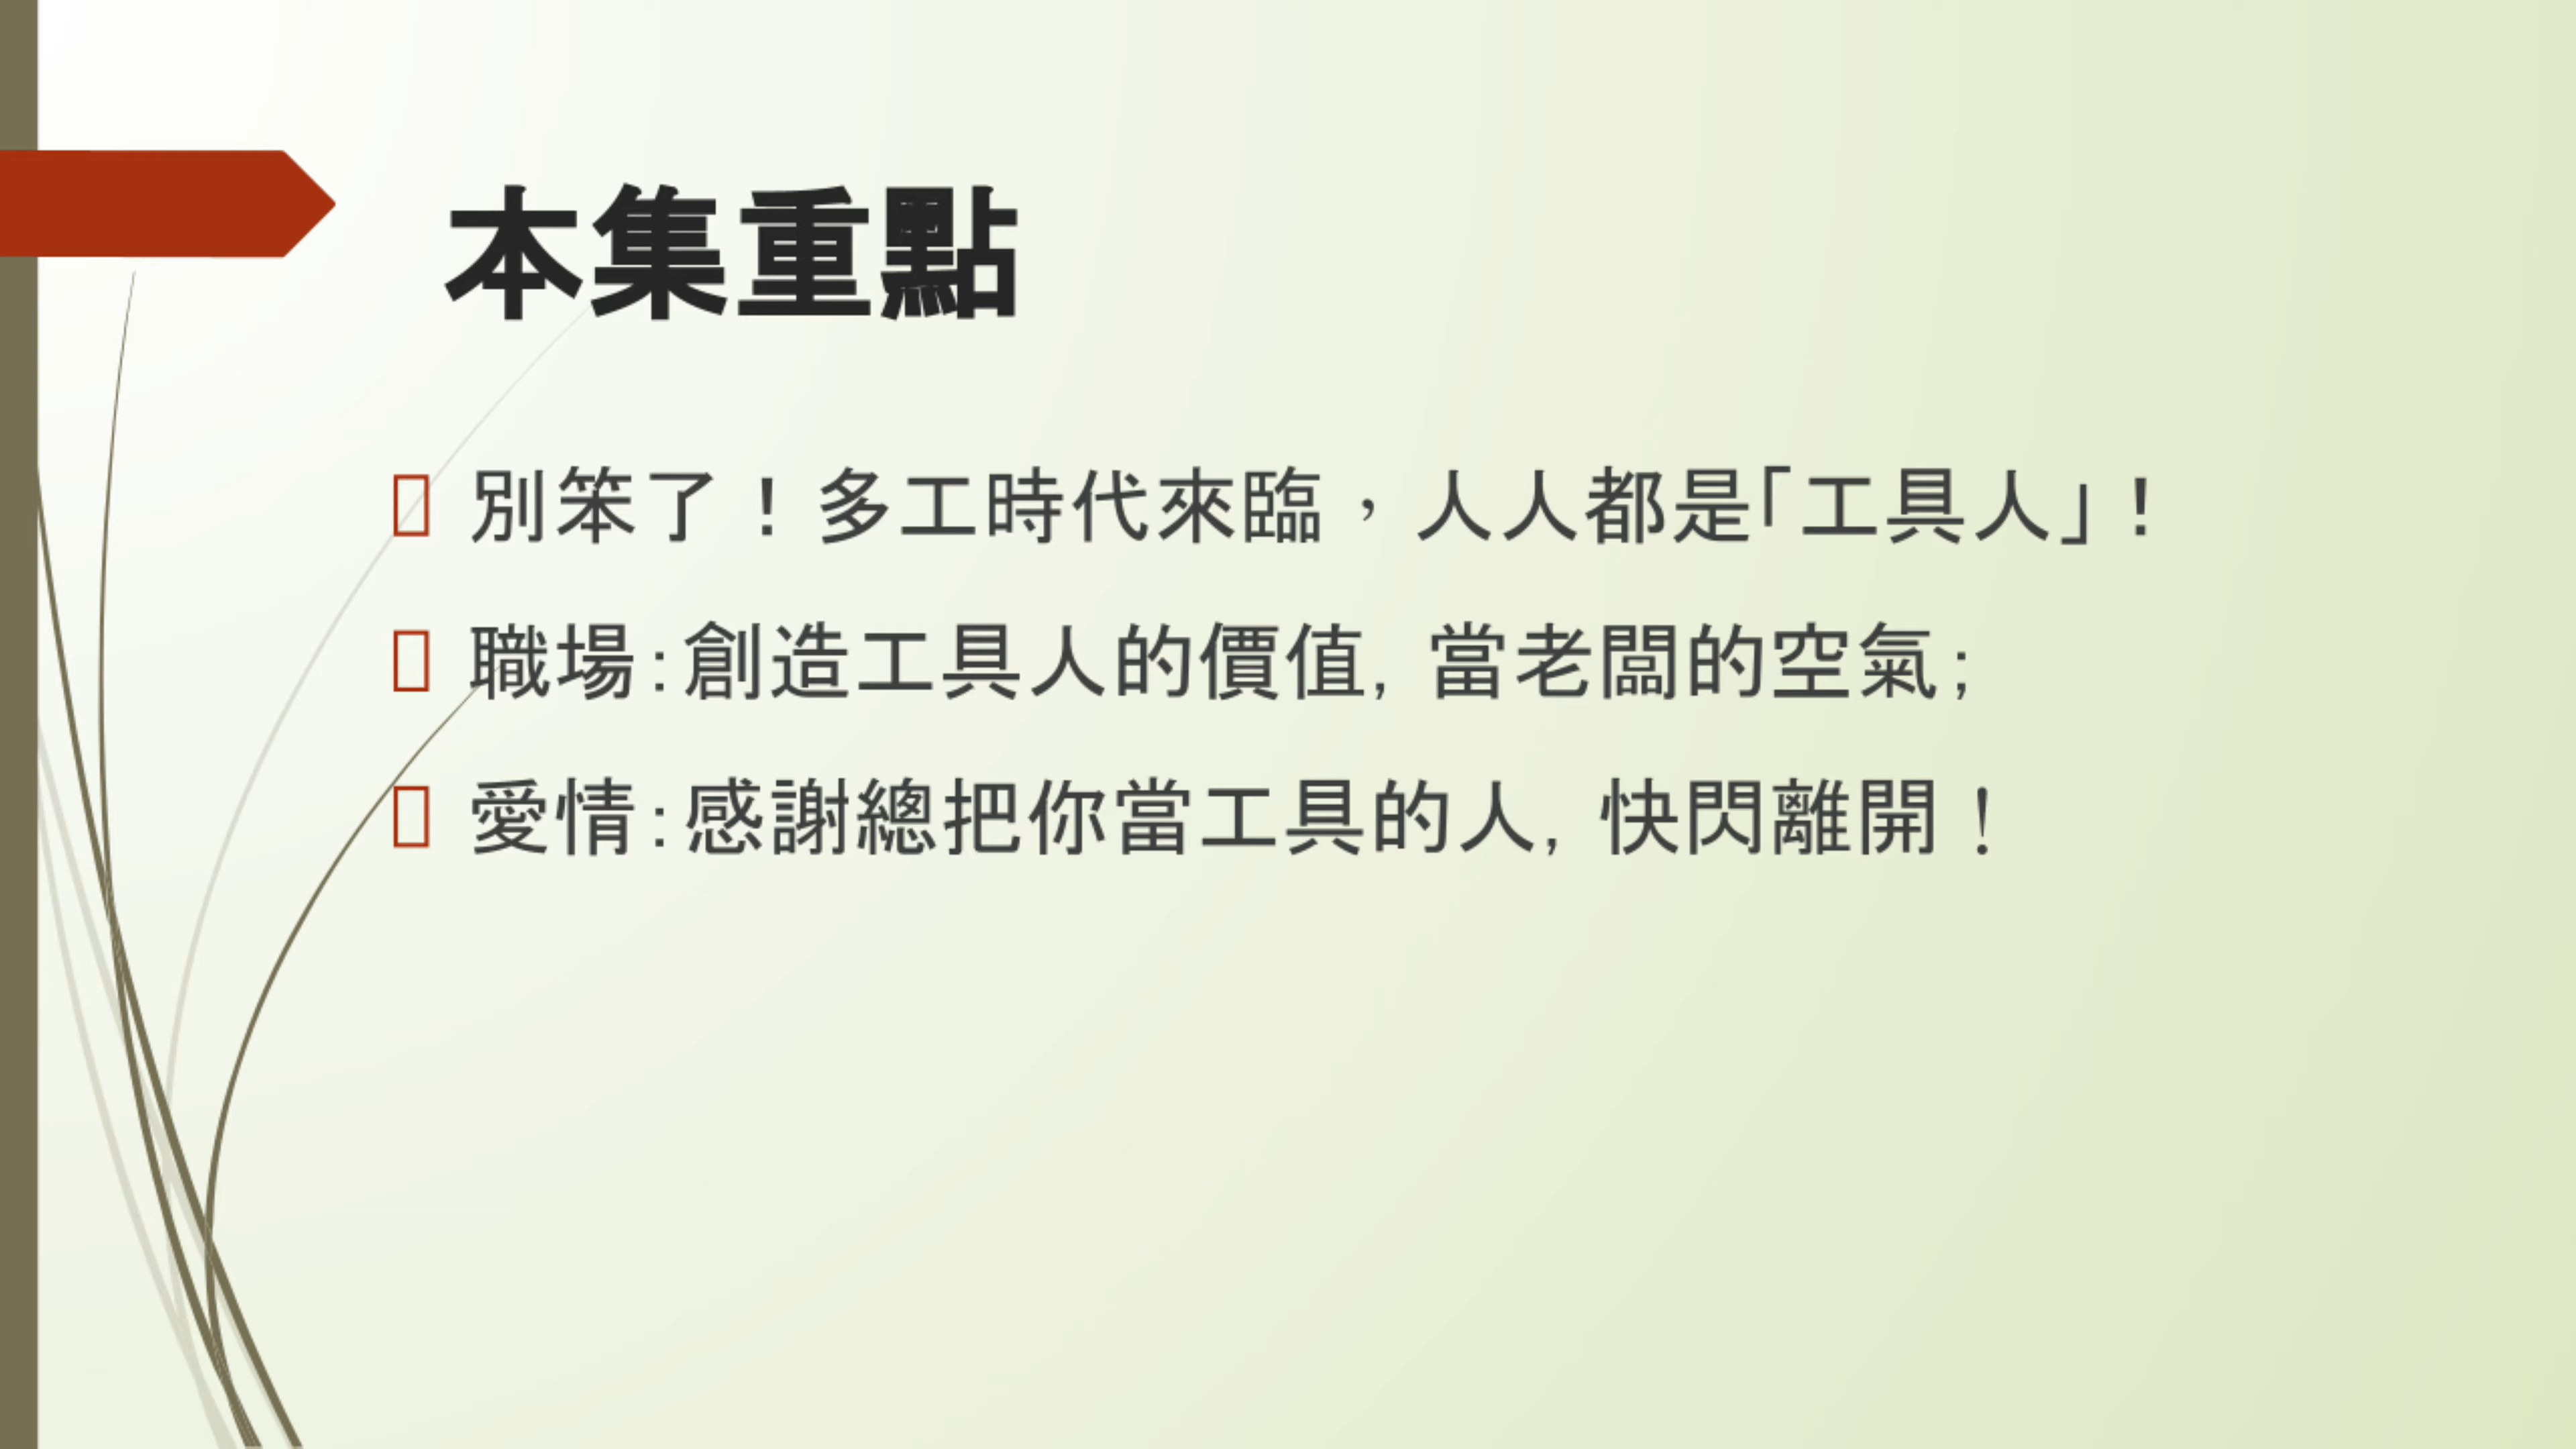 本集重點
別笨了！多工時代來臨，人人都是「工具人」！
職場:創造工具人的價值, 當老闆的空氣;
愛情:感謝總把你當工具的人, 快閃離開！